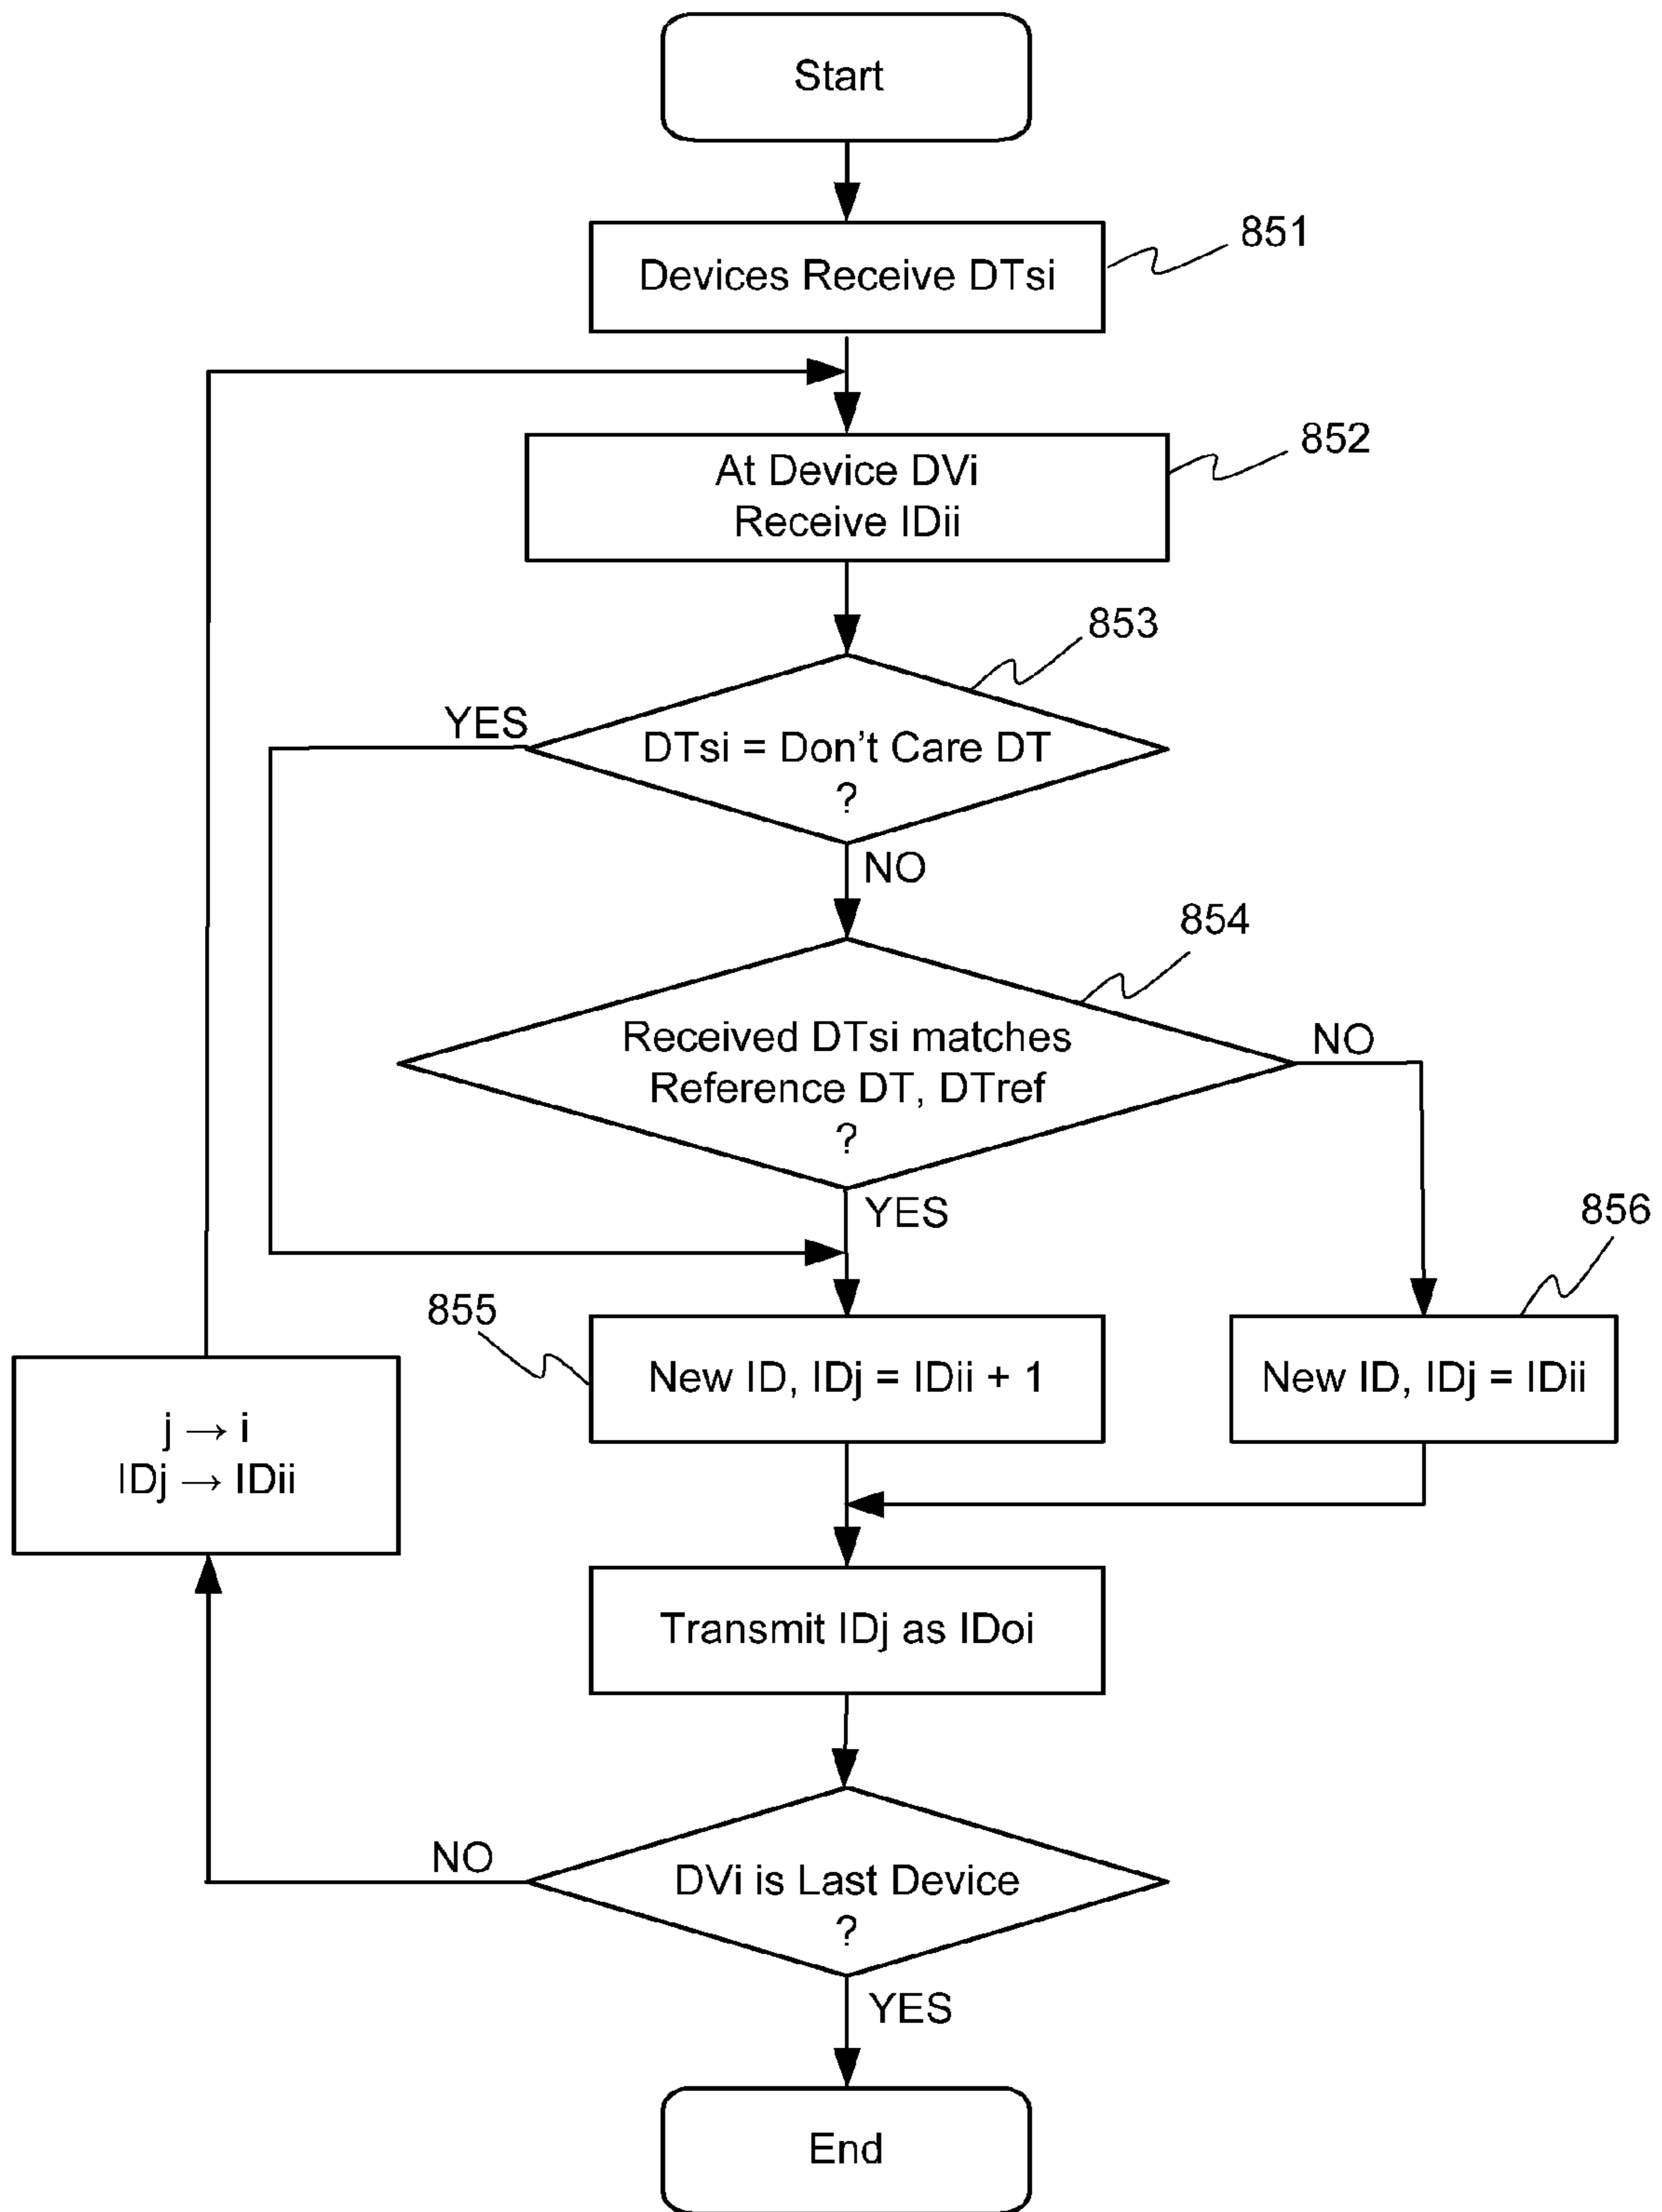 Start
851
Devices Receive DTsi
852
At Device DVi
Receive IDii
853
YES
DTsi = Don't Care DT
?
NO
854
Received DTsi matches
Reference DT, DTref
?
NO
YES
856
855
New ID, IDj = IDii + 1
New ID, IDj = IDii
j → i
IDj → IDii
Transmit IDj as IDoi
NO
DVi is Last Device
?
YES
End